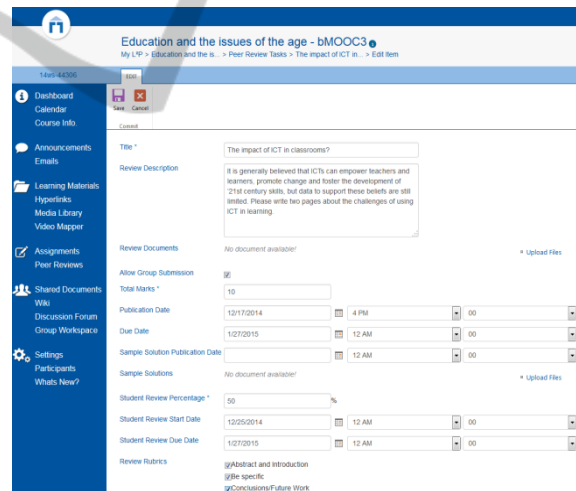 Education and the issues of the age - bMOOC3
My L²P > Education and the is... > Peer Review Tasks > The impact of ICT in... > Edit Item
14ws-44306
EDIT
Dashboard
Calendar
Course Info.
Announcements
Emails
Learning Materials
Hyperlinks
Media Library
Video Mapper
Assignments
Peer Reviews
Shared Documents
Wiki
Discussion Forum
Group Workspace
Settings
Participants
Whats New?
Save Cancel
Commit
Title *
The impact of ICT in classrooms?
Review Description
It is generally believed that ICTs can empower teachers and
learners, promote change and foster the development of
'21st century skills, but data to support these beliefs are still
limited. Please write two pages about the challenges of using
ICT in learning.
Review Documents No document available! Upload Files
Allow Group Submission
Total Marks * 10
Publication Date 12/17/2014 4 PM 00
Due Date 1/27/2015 12 AM 00
Sample Solution Publication Date 12 AM 00
Sample Solutions No document available! Upload Files
Student Review Percentage * 50 %
Student Review Start Date 12/25/2014 12 AM 00
Student Review Due Date 1/27/2015 12 AM 00
Review Rubrics Abstract and Introduction
Be specific
Conclusions/Future Work